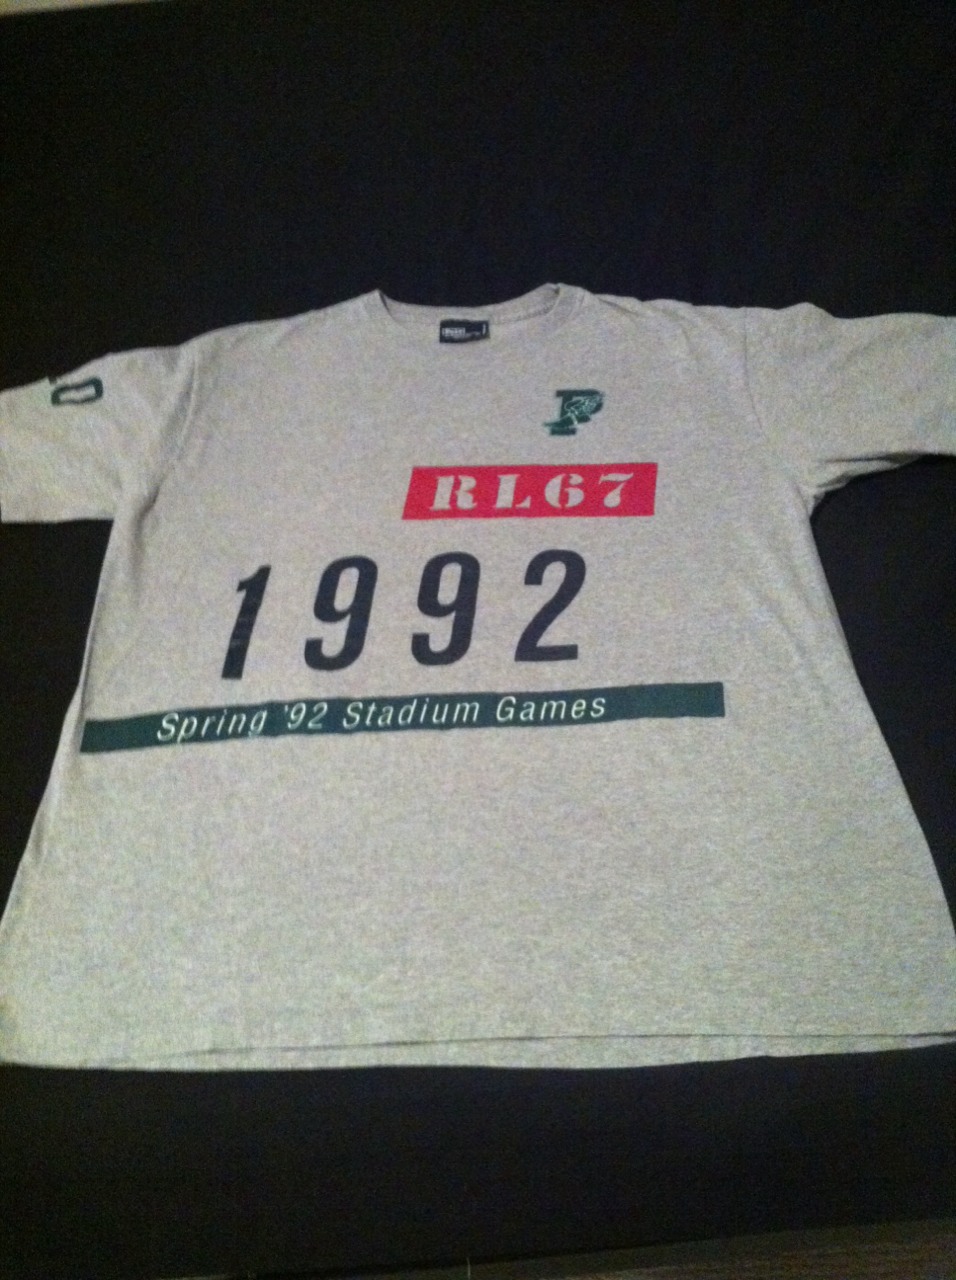 P
RL67
1992
Spring '92 Stadium Games